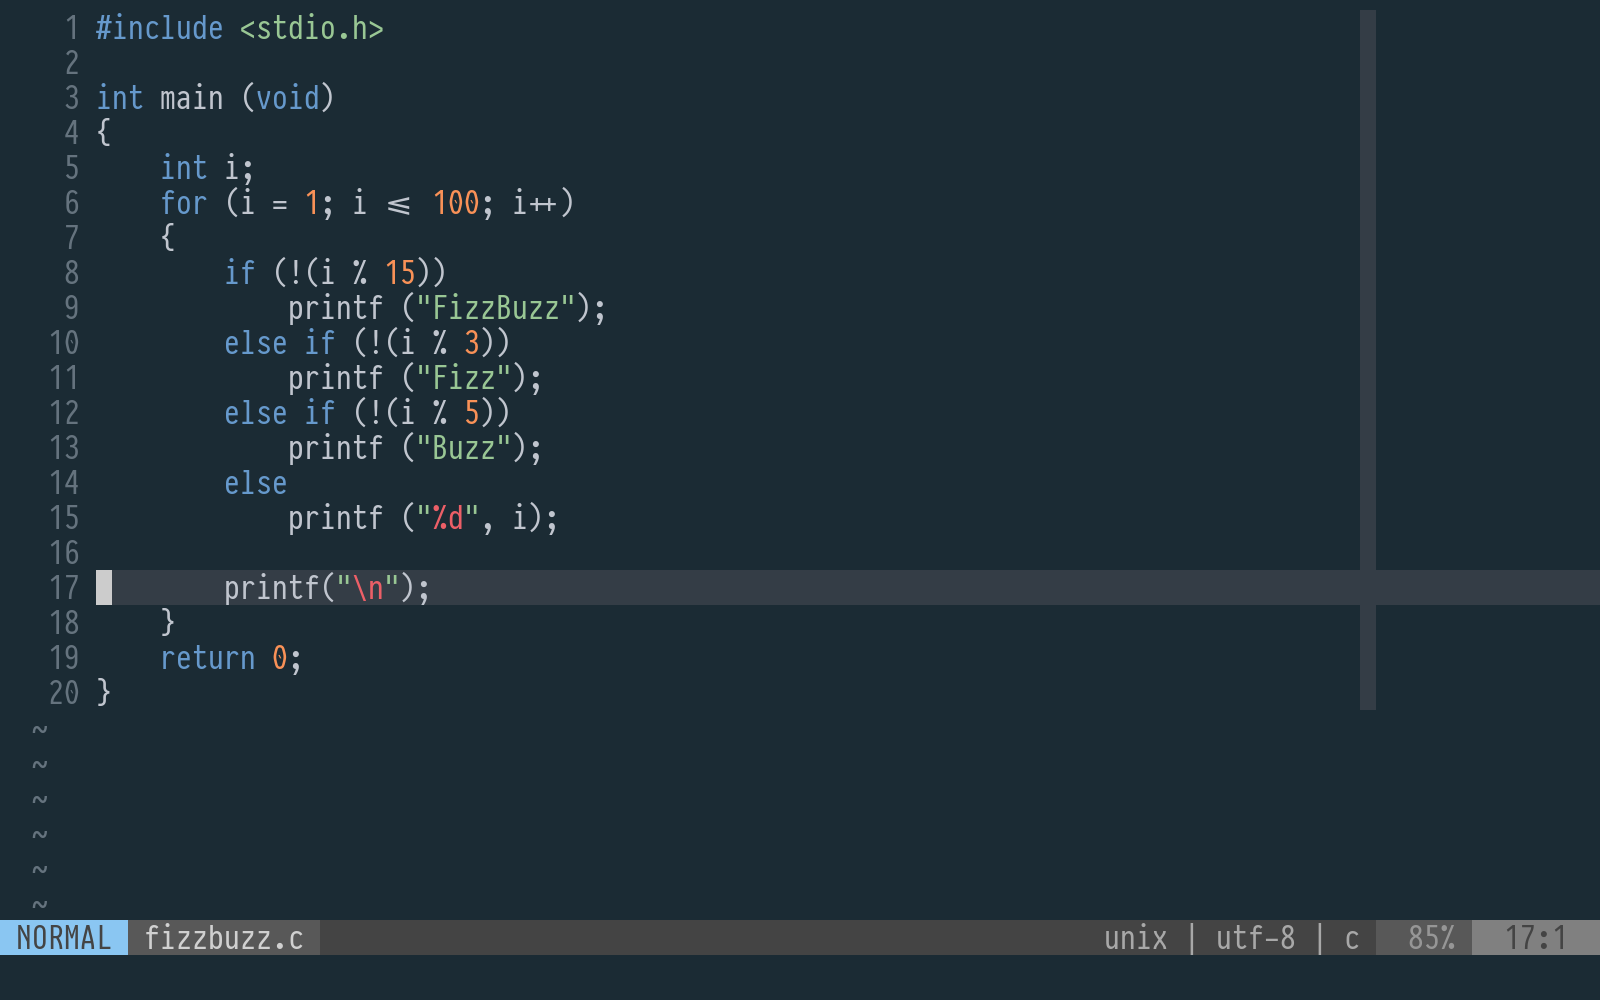 1 #include <stdio.h>
2
3 int main (void)
4 {
5     int i;
6     for (i = 1; i <= 100; i++)
7     {
8         if (!(i % 15))
9             printf ("FizzBuzz");
10         else if (!(i % 3))
11             printf ("Fizz");
12         else if (!(i % 5))
13             printf ("Buzz");
14         else
15             printf ("%d", i);
16
17         printf("\n");
18     }
19     return 0;
20 }
~
~
~
~
~
~
NORMAL fizzbuzz.c unix | utf-8 | c 85% 17:1